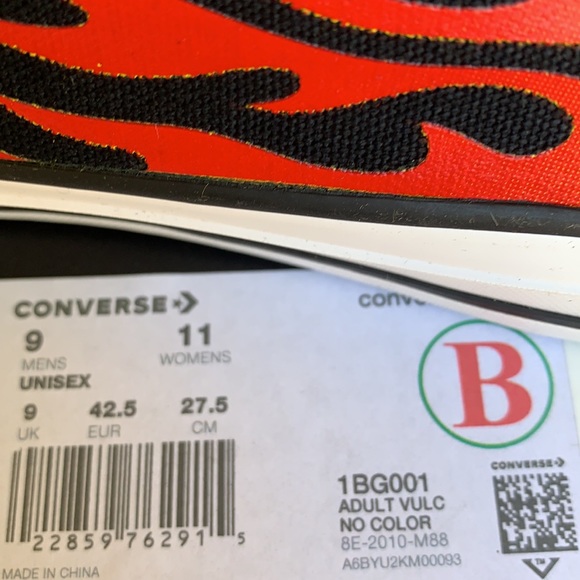 CONVERSE
9 11
MENS WOMENS
UNISEX
9 42.5 27.5
UK EUR CM
22859 76291 5
MADE IN CHINA
B
1BG001
ADULT VULC
NO COLOR
8E-2010-M88
A6BYU2KM00093
CONVERSE
TM